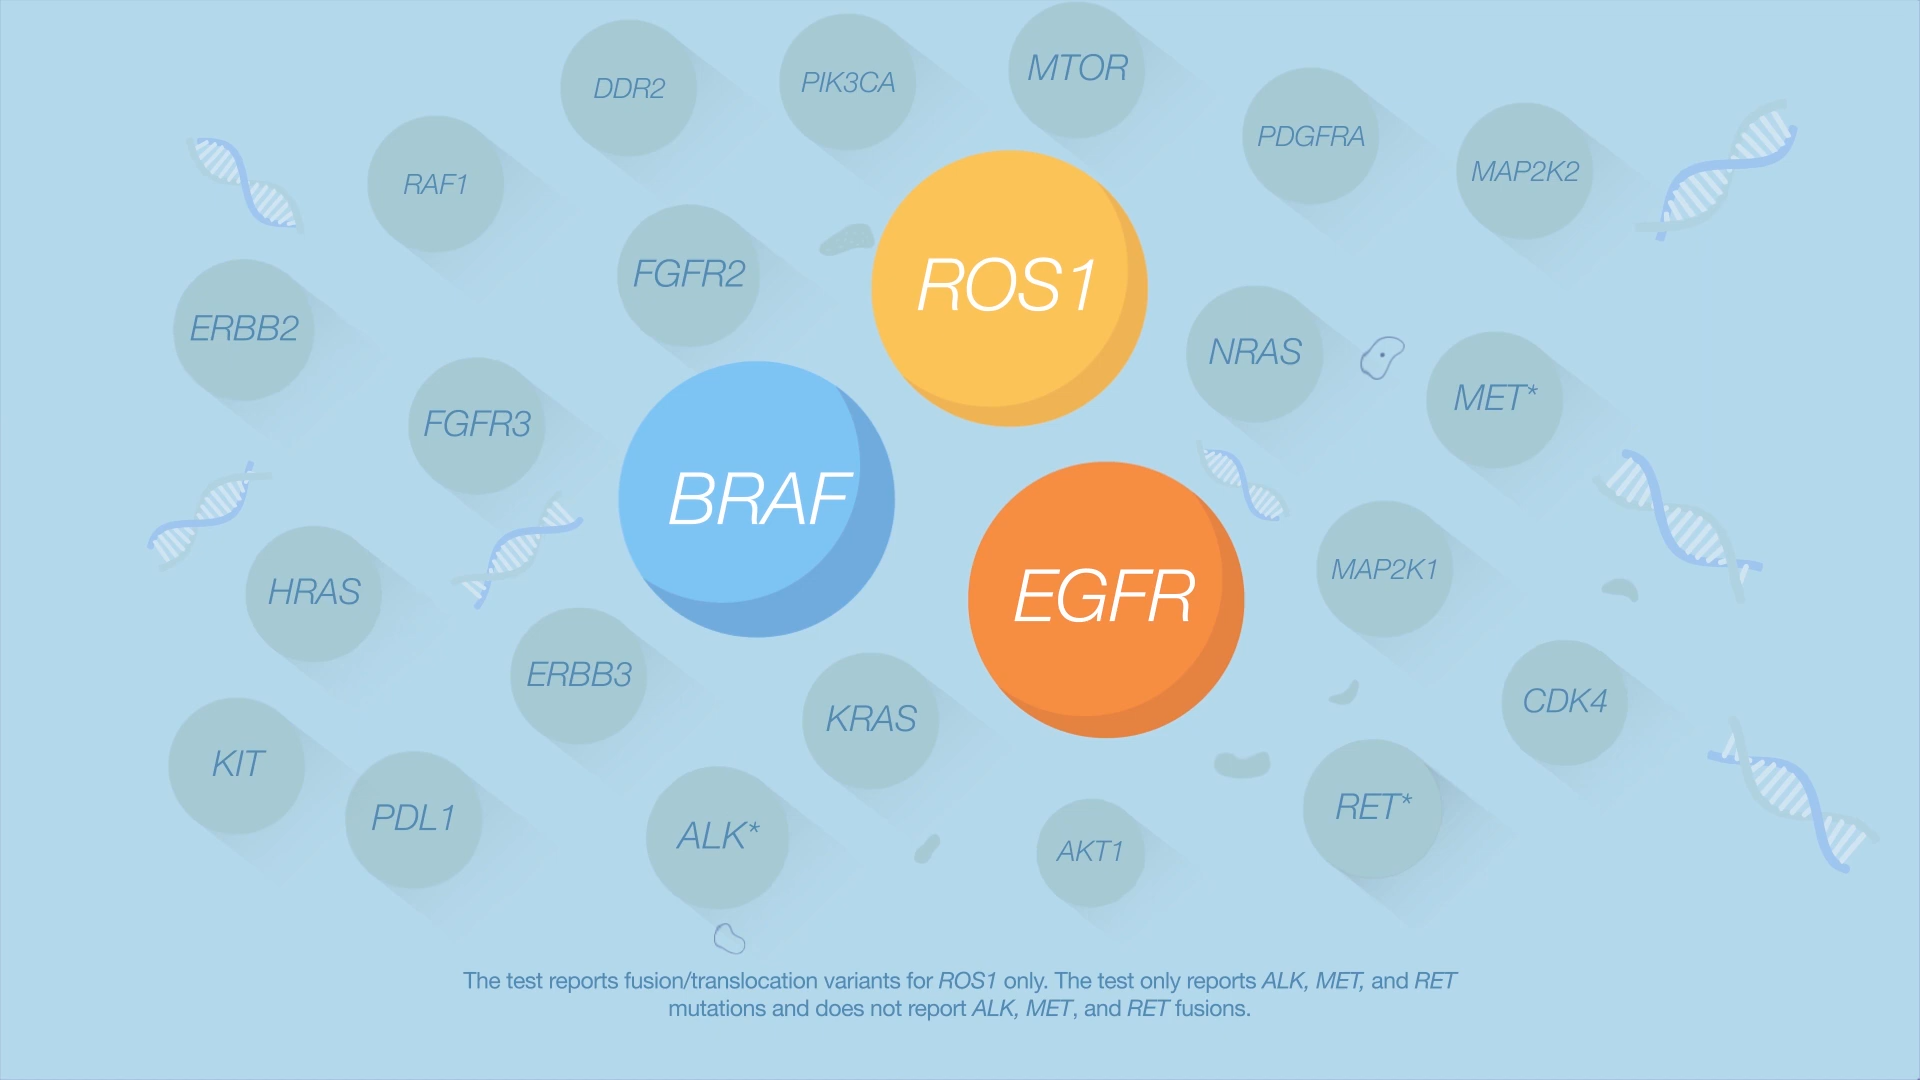 MTOR
PIK3CA
DDR2
PDGFRA
MAP2K2
RAF1
FGFR2
ROS1
ERBB2
NRAS
MET*
FGFR3
BRAF
MAP2K1
HRAS
EGFR
ERBB3
CDK4
KRAS
KIT
RET*
PDL1
ALK*
AKT1
The test reports fusion/translocation variants for ROS1 only. The test only reports ALK, MET, and RET
mutations and does not report ALK, MET, and RET fusions.